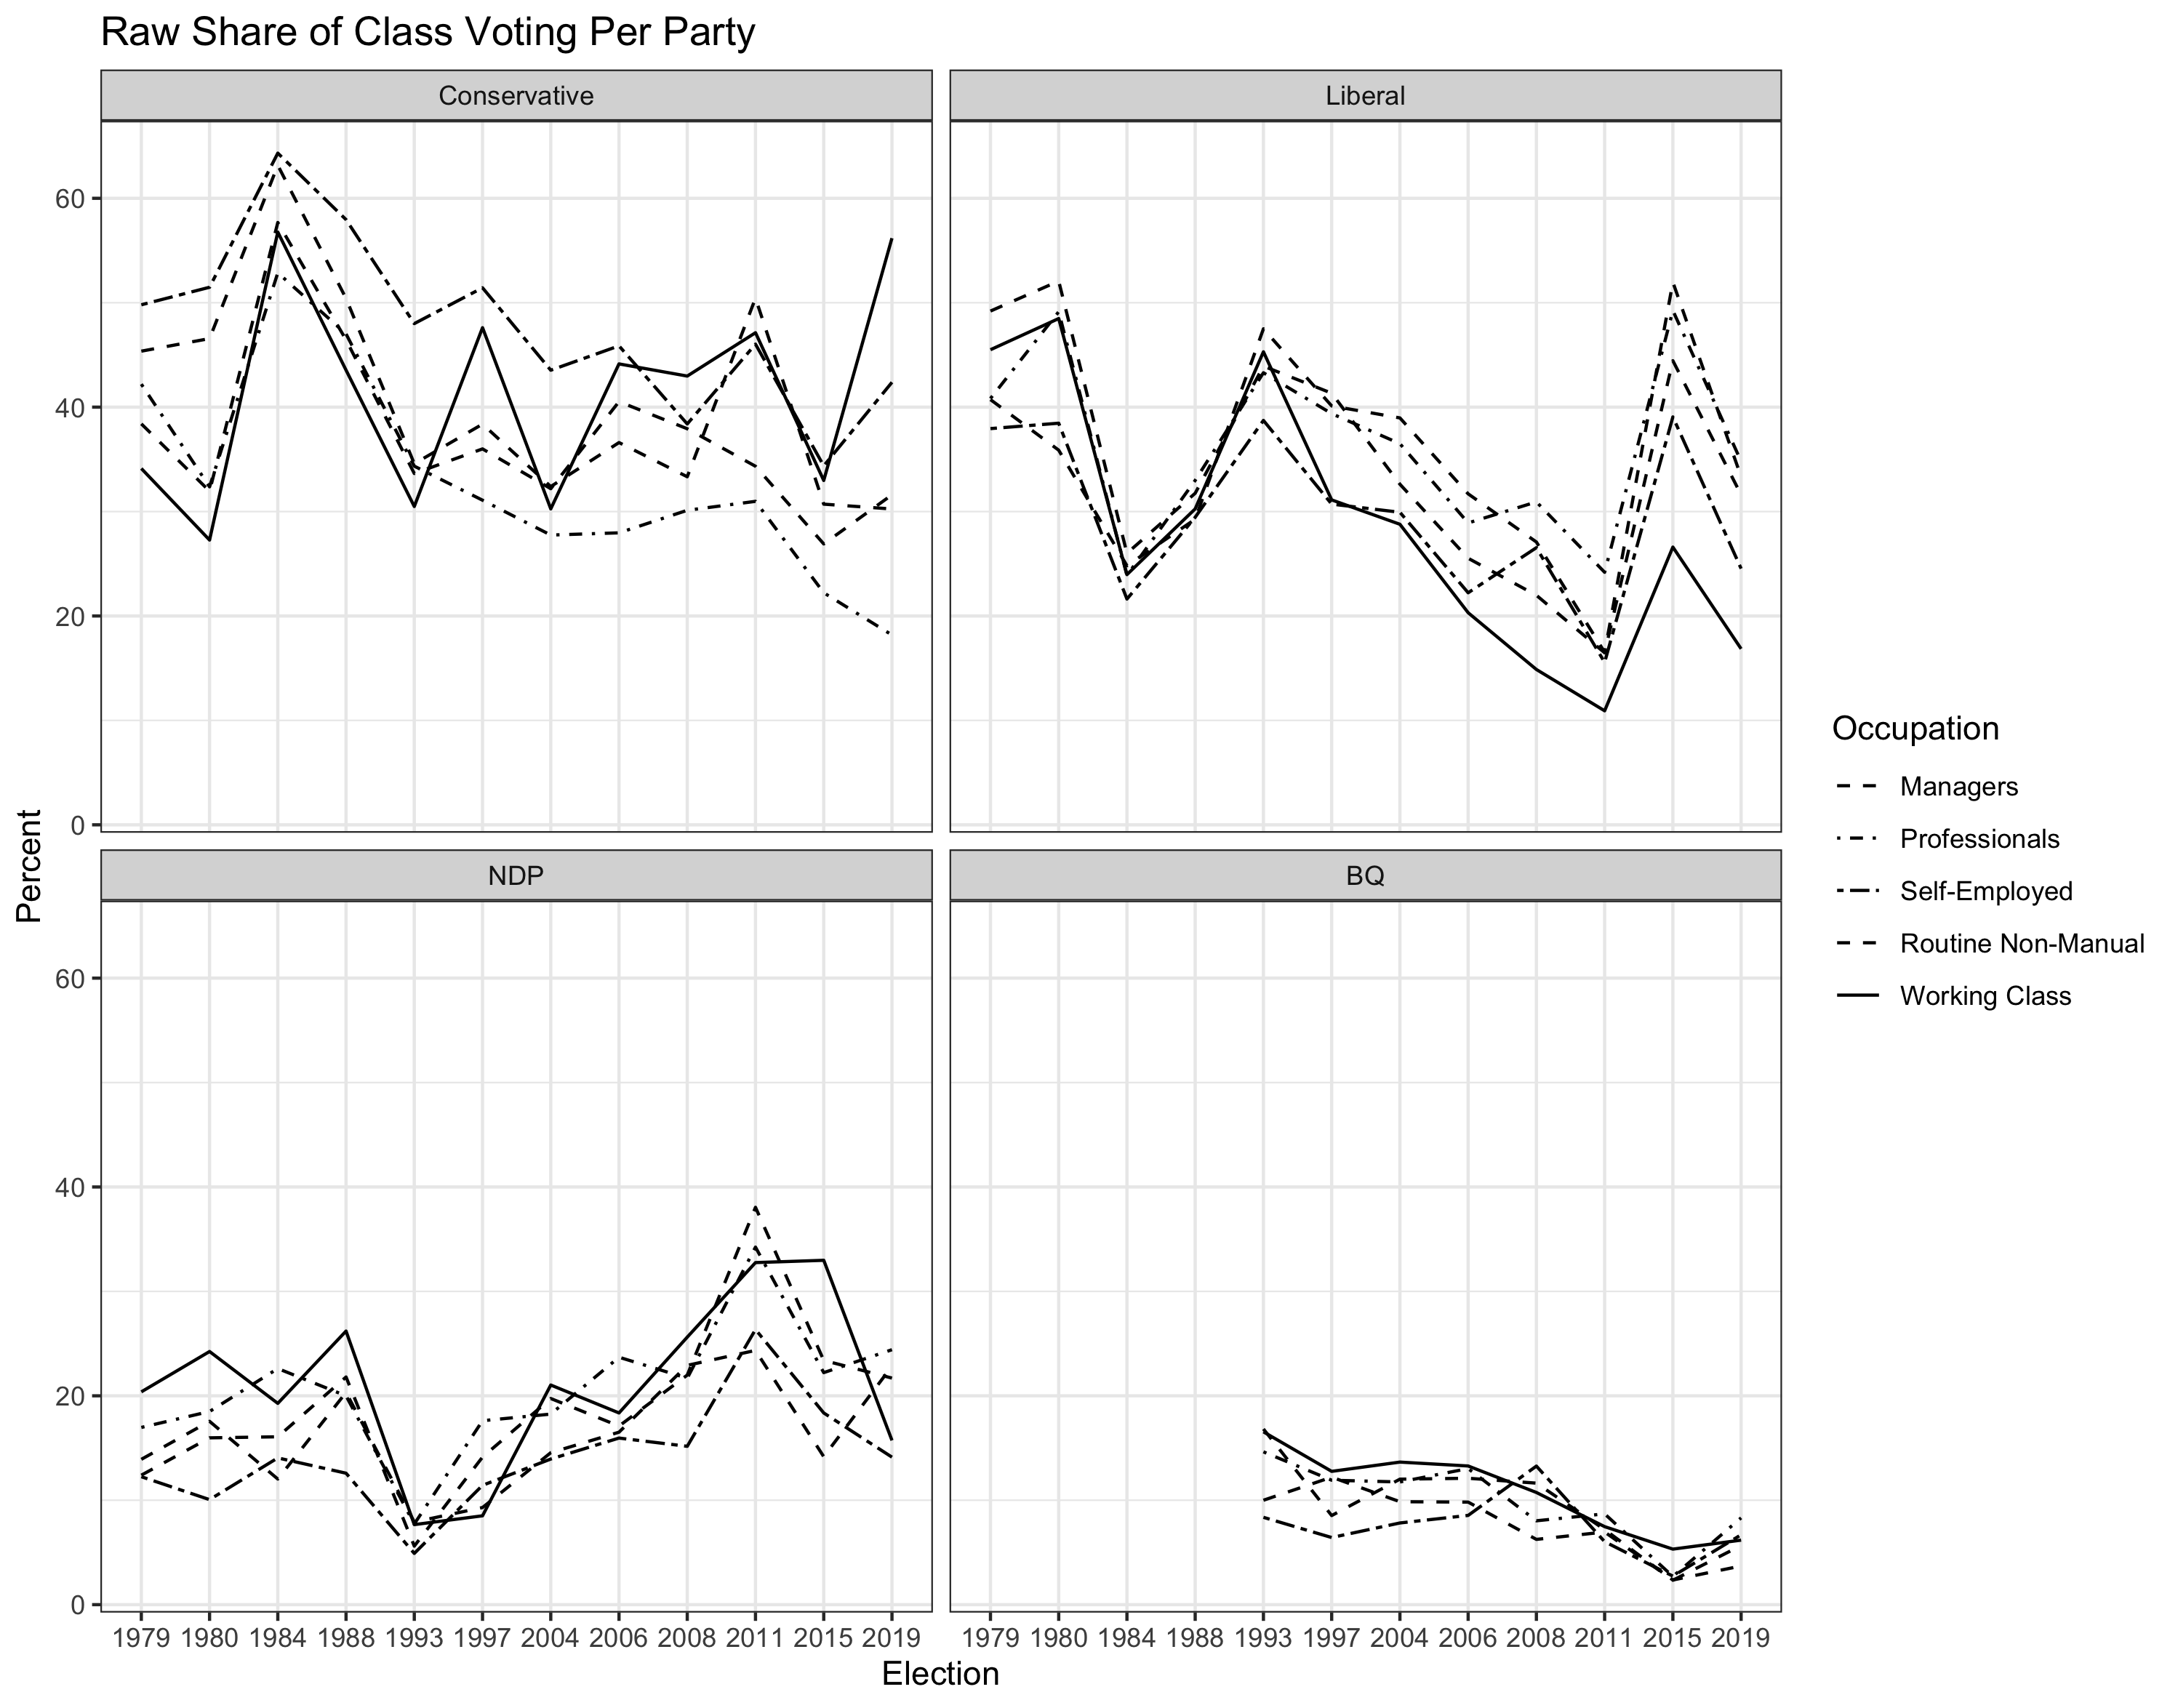 Raw Share of Class Voting Per Party
Conservative
Liberal
60
40
20
0
NDP
BQ
60
40
20
0
Percent
1979 1980 1984 1988 1993 1997 2004 2006 2008 2011 2015 2019
1979 1980 1984 1988 1993 1997 2004 2006 2008 2011 2015 2019
Election
Occupation
Managers
Professionals
Self-Employed
Routine Non-Manual
Working Class